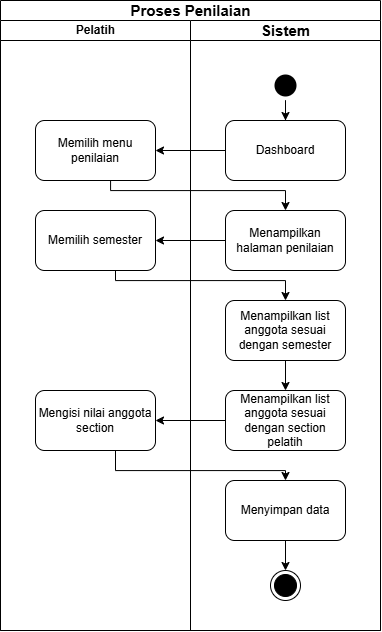 Proses Penilaian
Pelatih
Sistem
Dashboard
Memilih menu
penilaian
Menampilkan
halaman penilaian
Memilih semester
Menampilkan list
anggota sesuai
dengan semester
Menampilkan list
anggota sesuai
dengan section
pelatih
Mengisi nilai anggota
section
Menyimpan data